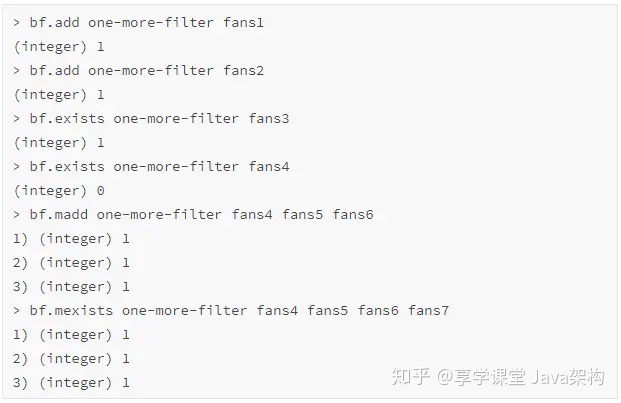 > bf.add one-more-filter fans1
(integer) 1
> bf.add one-more-filter fans2
(integer) 1
> bf.exists one-more-filter fans3
(integer) 1
> bf.exists one-more-filter fans4
(integer) 0
> bf.madd one-more-filter fans4 fans5 fans6
1) (integer) 1
2) (integer) 1
3) (integer) 1
> bf.mexists one-more-filter fans4 fans5 fans6 fans7
1) (integer) 1
2) (integer) 1
3) (integer) 1
知乎 @享学课堂 Java架构